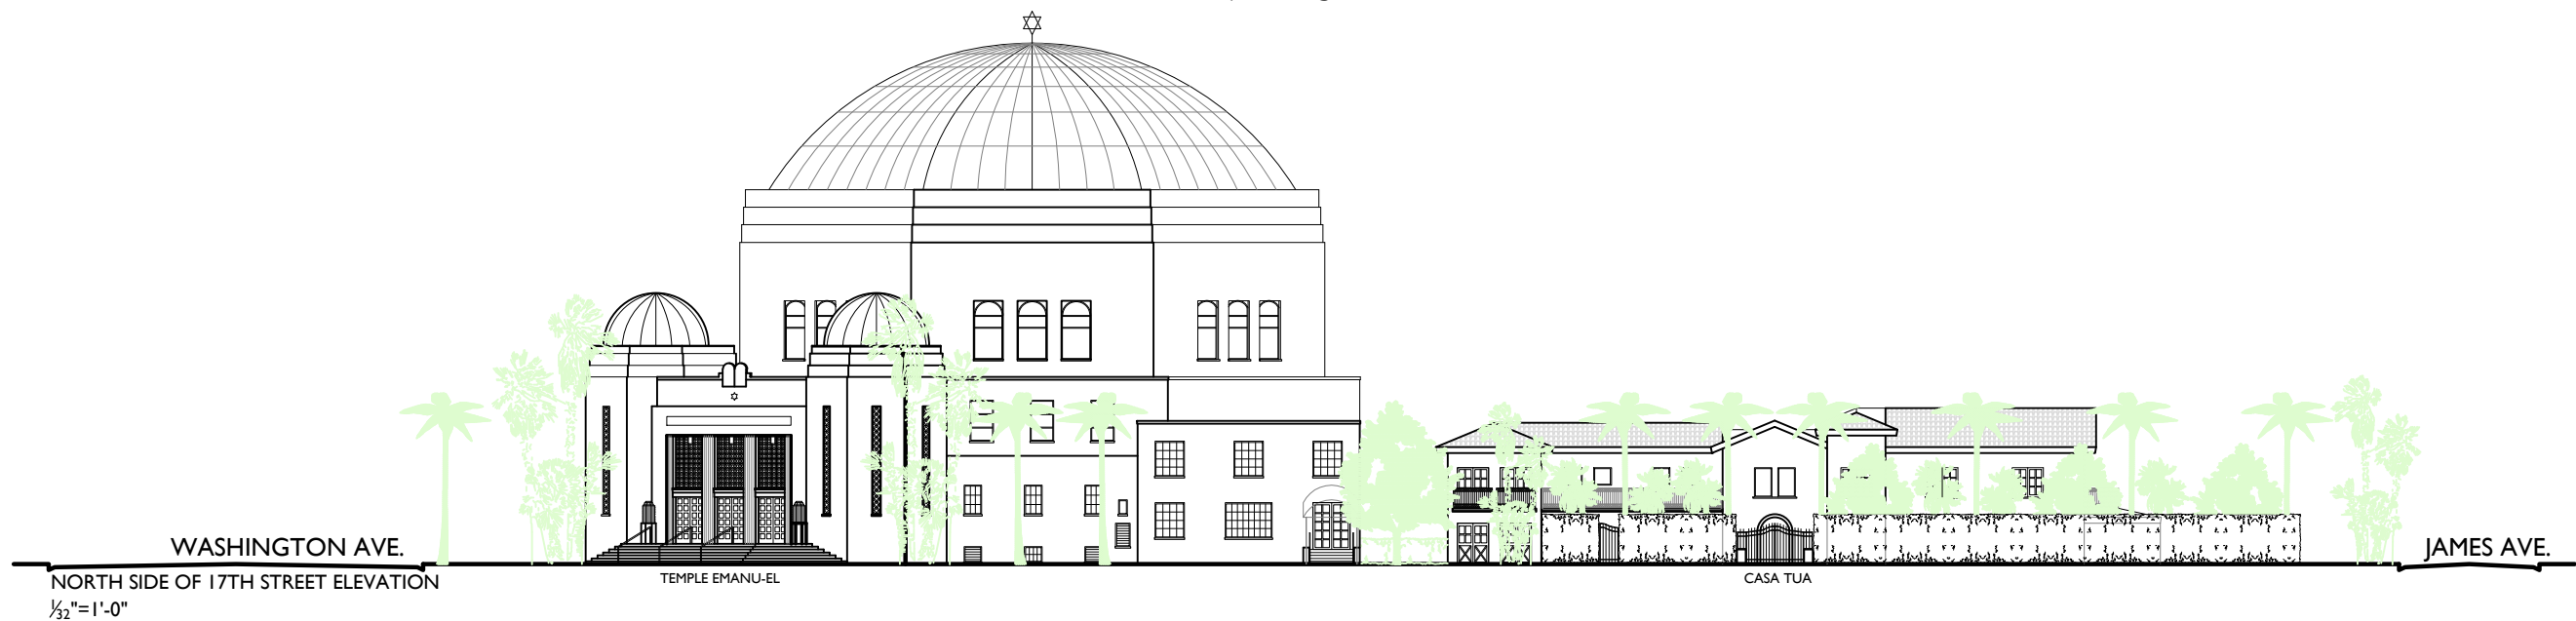 WASHINGTON AVE.
JAMES AVE.
NORTH SIDE OF 17TH STREET ELEVATION
TEMPLE EMANU-EL
CASA TUA
1/32"=1'-0"